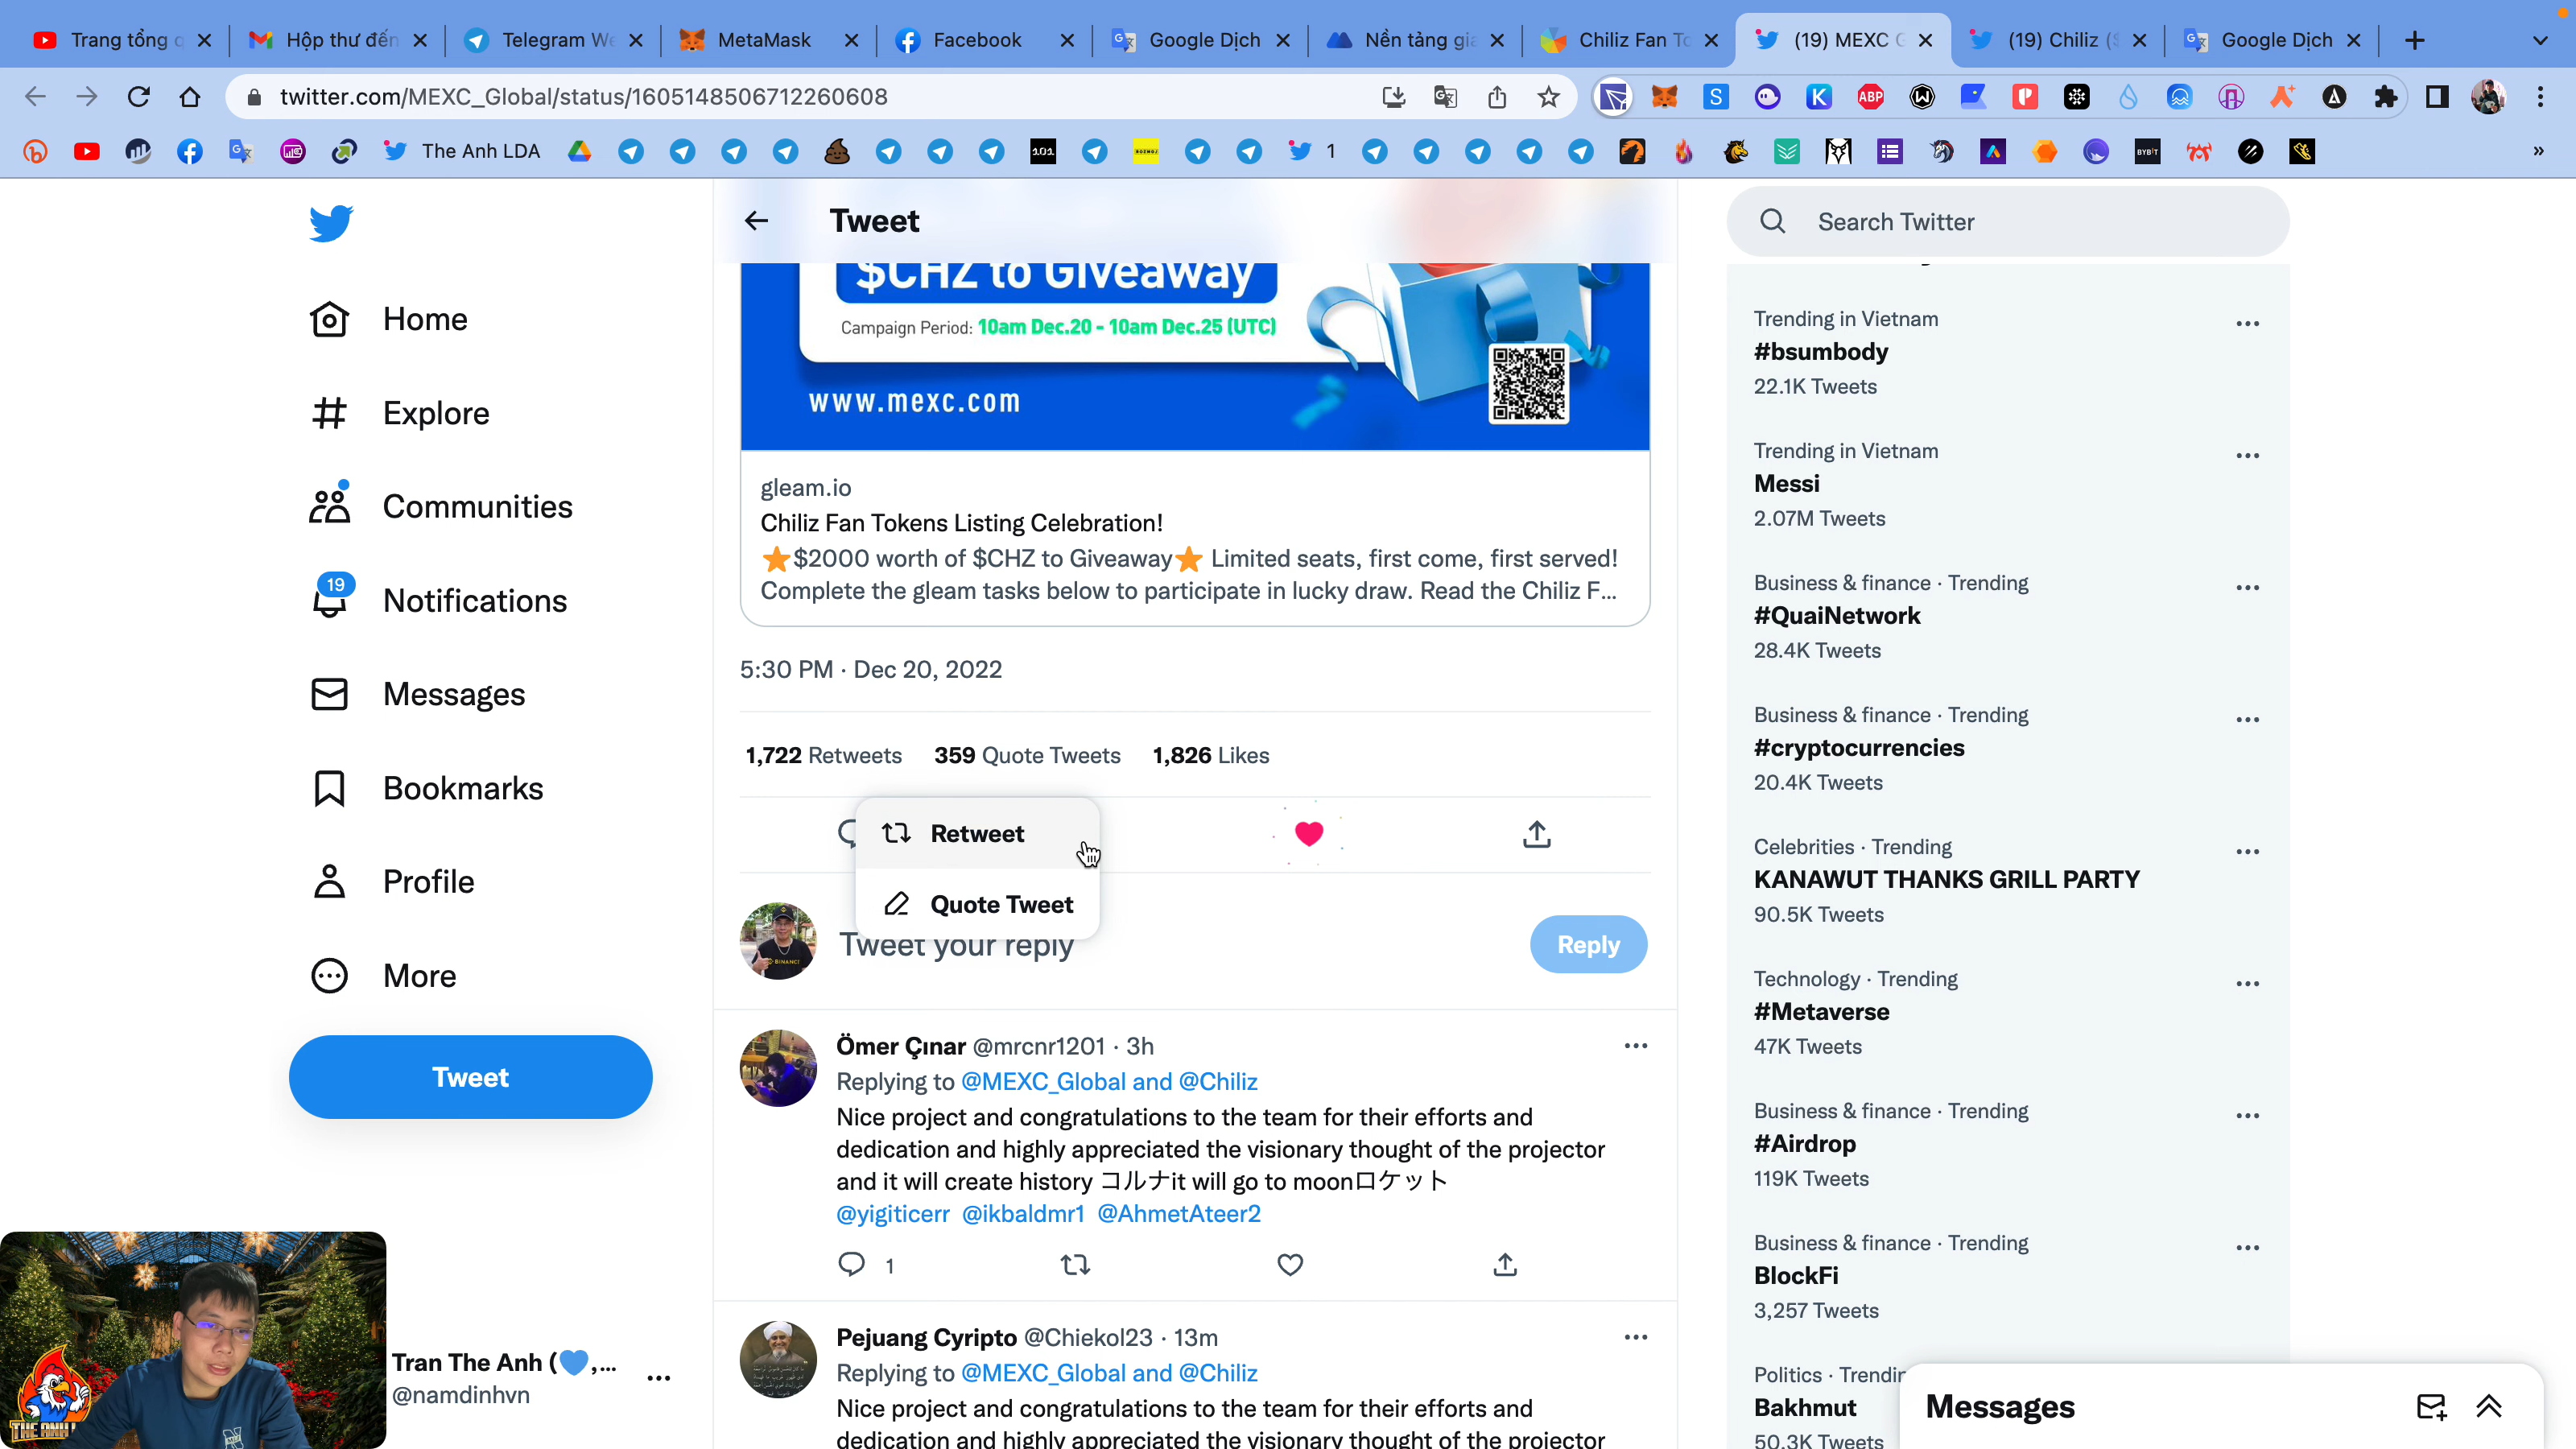 Trang tổng q
Hộp thư đến
Telegram We
MetaMask
Facebook
Google Dịch
Nền tảng gia
Chiliz Fan To
(19) MEXC G
(19) Chiliz ($
Google Dịch
twitter.com/MEXC_Global/status/1605148506712260608
The Anh LDA
1
Tweet
Search Twitter
Home
Explore
Communities
19
Notifications
Messages
Bookmarks
Profile
More
Tweet
$CHZ to Giveaway
Campaign Period: 10am Dec.20 - 10am Dec.25 (UTC)
www.mexc.com
gleam.io
Chiliz Fan Tokens Listing Celebration!
⭐$2000 worth of $CHZ to Giveaway⭐ Limited seats, first come, first served!
Complete the gleam tasks below to participate in lucky draw. Read the Chiliz F...
5:30 PM · Dec 20, 2022
1,722 Retweets 359 Quote Tweets 1,826 Likes
Retweet
Quote Tweet
Tweet your reply
Reply
Ömer Çınar @mrcnr1201 · 3h
Replying to @MEXC_Global and @Chiliz
Nice project and congratulations to the team for their efforts and
dedication and highly appreciated the visionary thought of the projector
and it will create history コルナit will go to moonロケット
@yigiticerr @ikbaldmr1 @AhmetAteer2
1
Pejuang Cyripto @Chiekol23 · 13m
Replying to @MEXC_Global and @Chiliz
Nice project and congratulations to the team for their efforts and
dedication and highly appreciated the visionary thought of the projector
Trending in Vietnam
#bsumbody
22.1K Tweets
Trending in Vietnam
Messi
2.07M Tweets
Business & finance · Trending
#QuaiNetwork
28.4K Tweets
Business & finance · Trending
#cryptocurrencies
20.4K Tweets
Celebrities · Trending
KANAWUT THANKS GRILL PARTY
90.5K Tweets
Technology · Trending
#Metaverse
47K Tweets
Business & finance · Trending
#Airdrop
119K Tweets
Business & finance · Trending
BlockFi
3,257 Tweets
Politics · Trendin
Bakhmut
50.3K Tweets
Messages
Tran The Anh (💙,...
@namdinhvn
THE ANH